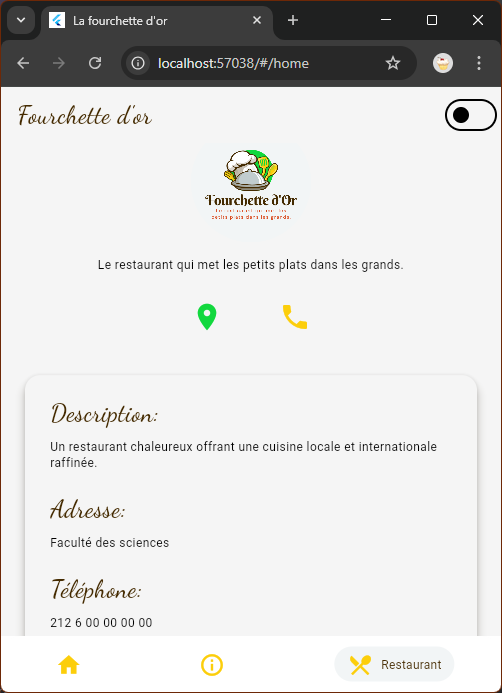 La fourchette d'or
localhost:57038/#/home
Fourchette d'or
Fourchette d'Or
petits plats dans les grands.
Le restaurant qui met les petits plats dans les grands.
Description:
Un restaurant chaleureux offrant une cuisine locale et internationale
raffinée.
Adresse:
Faculté des sciences
Téléphone:
212 6 00 00 00 00
Restaurant